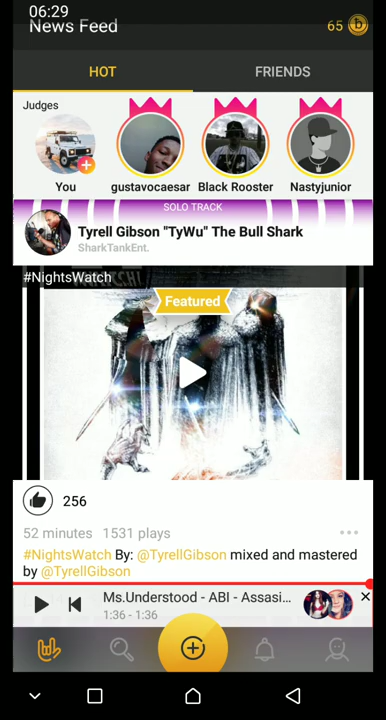 06:29
News Feed
65
HOT
FRIENDS
Judges
You
gustavocaesar
Black Rooster
Nastyjunior
SOLO TRACK
Tyrell Gibson "TyWu" The Bull Shark
SharkTankEnt.
#NightsWatch
Featured
256
52 minutes 1531 plays
#NightsWatch By: @TyrellGibson mixed and mastered
by @TyrellGibson
Ms.Understood - ABI - Assasi...
1:36 - 1:36